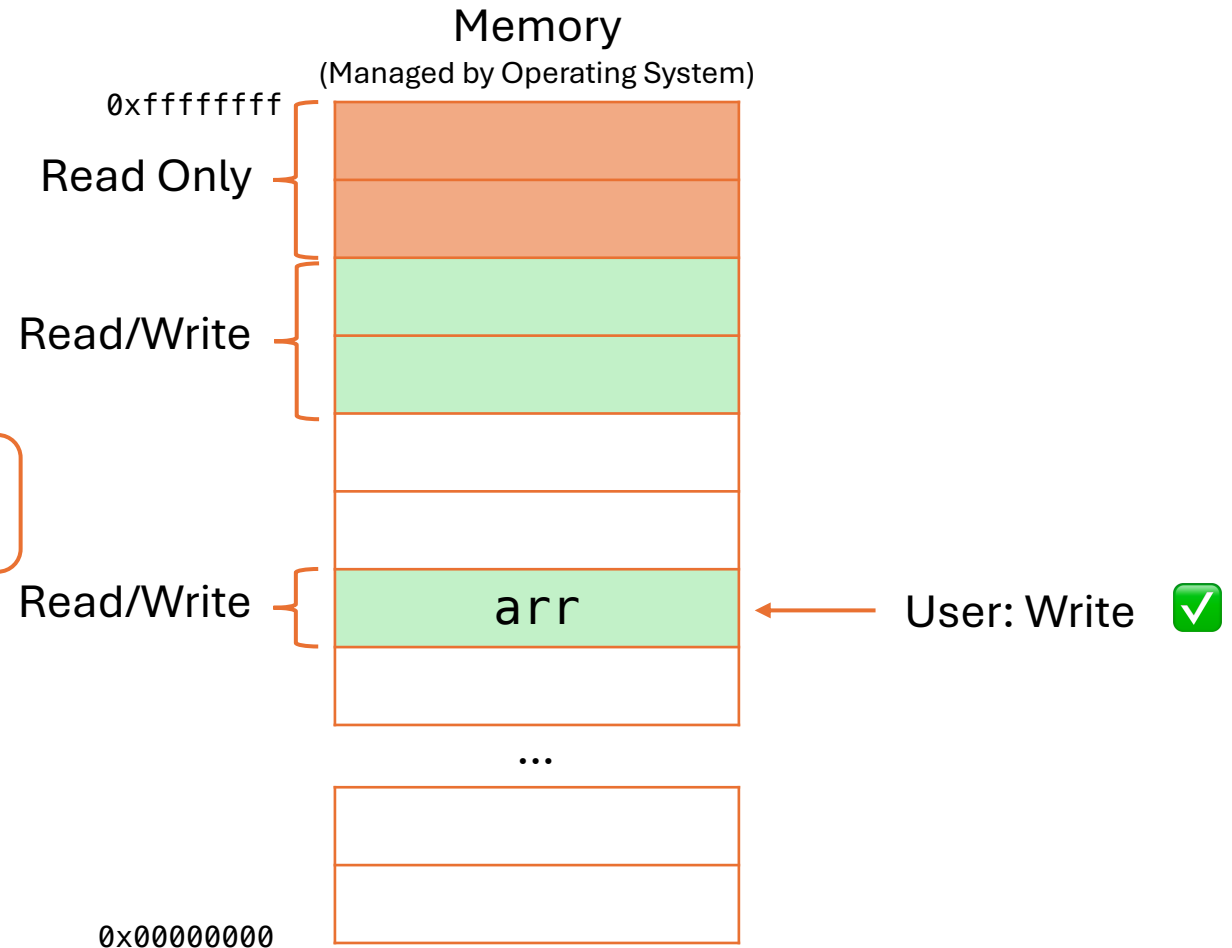 Memory
(Managed by Operating System)
0xffffffff
Read Only
Read/Write
Read/Write
arr
User: Write ✅
...
0x00000000